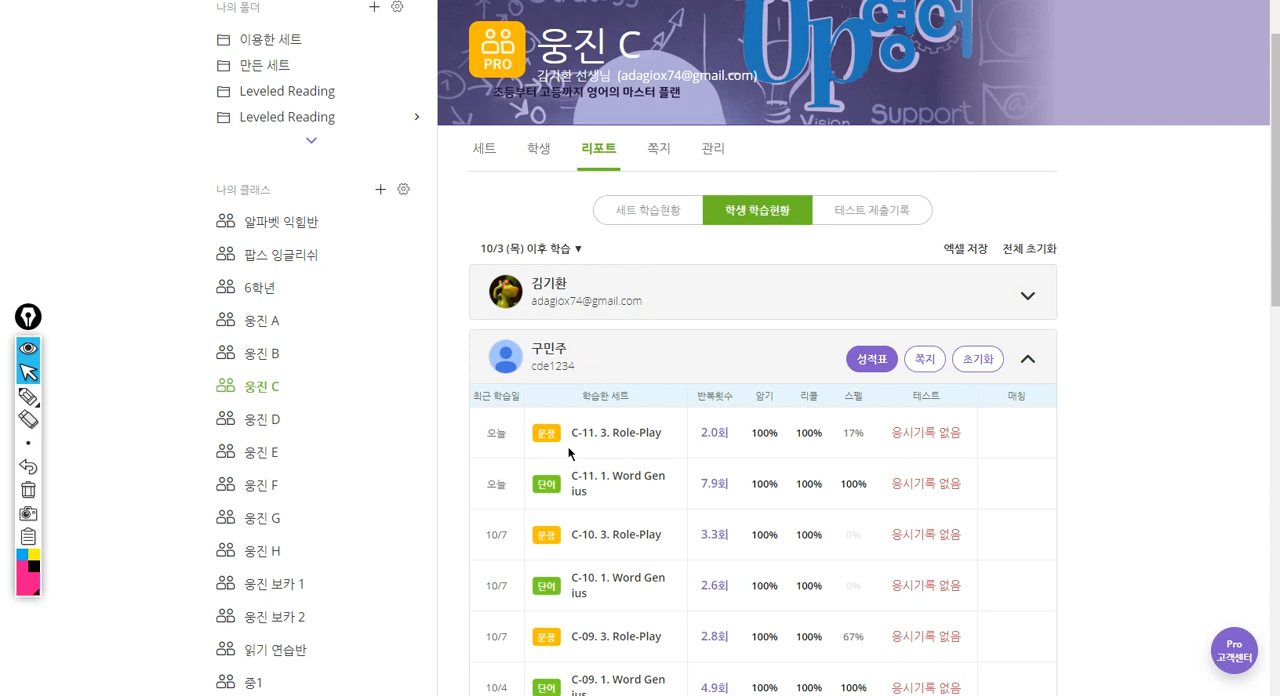 나의 폴더
이용한 세트
만든 세트
Leveled Reading
Leveled Reading
나의 클래스
알파벳 익힘반
팝스 잉글리쉬
6학년
웅진 A
웅진 B
웅진 C
웅진 D
웅진 E
웅진 F
웅진 G
웅진 H
웅진 보카 1
웅진 보카 2
읽기 연습반
중1
PRO
웅진 C
김기환 선생님 (adagiox74@gmail.com)
초등부터 고등까지 영어의 마스터 플랜
Up
영어
Vision
Support
세트 학생 리포트 쪽지 관리
세트 학습현황 학생 학습현황 테스트 제출기록
10/3 (목) 이후 학습 ▼ 엑셀 저장 전체 초기화
김기환
adagiox74@gmail.com
구민주
cde1234
성적표 쪽지 초기화
최근 학습일 학습한 세트 반복횟수 암기 리콜 스펠 테스트 매칭
오늘 문장 C-11. 3. Role-Play 2.0회 100% 100% 17% 응시기록 없음
오늘 단어 C-11. 1. Word Gen
ius 7.9회 100% 100% 100% 응시기록 없음
10/7 문장 C-10. 3. Role-Play 3.3회 100% 100% 0% 응시기록 없음
10/7 단어 C-10. 1. Word Gen
ius 2.6회 100% 100% 0% 응시기록 없음
10/7 문장 C-09. 3. Role-Play 2.8회 100% 100% 67% 응시기록 없음
10/4 단어 C-09. 1. Word Gen
ius 4.9회 100% 100% 100% 응시기록 없음
Pro
고객센터